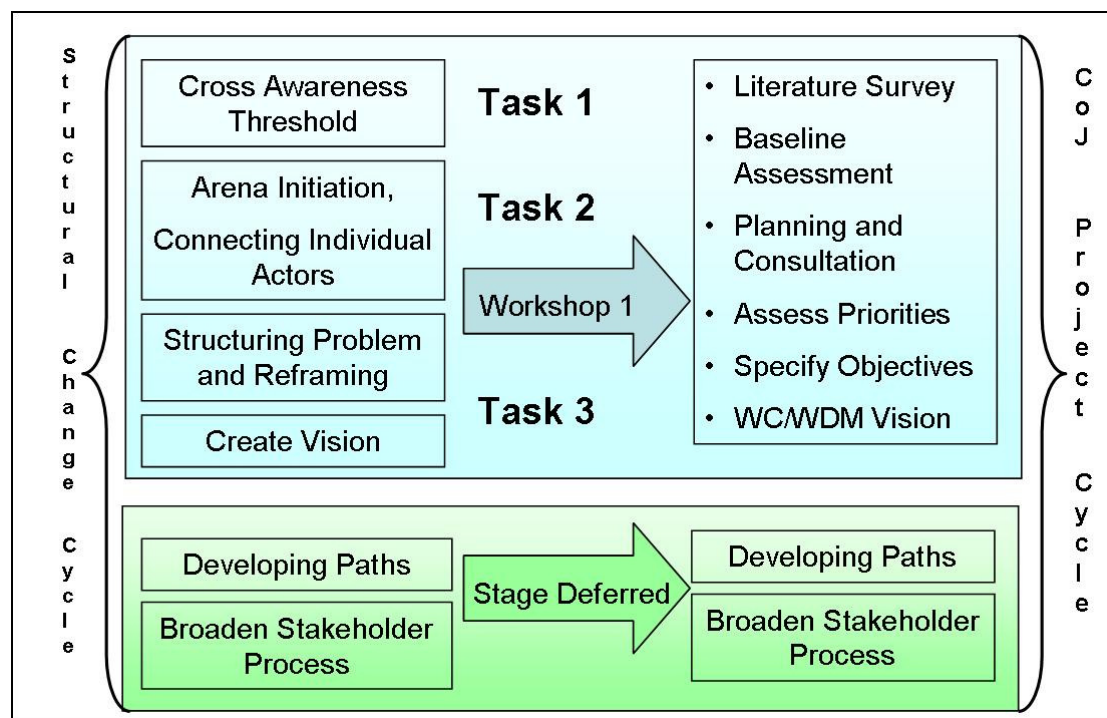 Structural Change Cycle
Cross Awareness
Threshold
Arena Initiation,
Connecting Individual
Actors
Structuring Problem
and Reframing
Create Vision
Task 1
Task 2
Workshop 1
Task 3
• Literature Survey
• Baseline
Assessment
• Planning and
Consultation
• Assess Priorities
• Specify Objectives
• WC/WDM Vision
CoJ Project Cycle
Developing Paths
Broaden Stakeholder
Process
Stage Deferred
Developing Paths
Broaden Stakeholder
Process